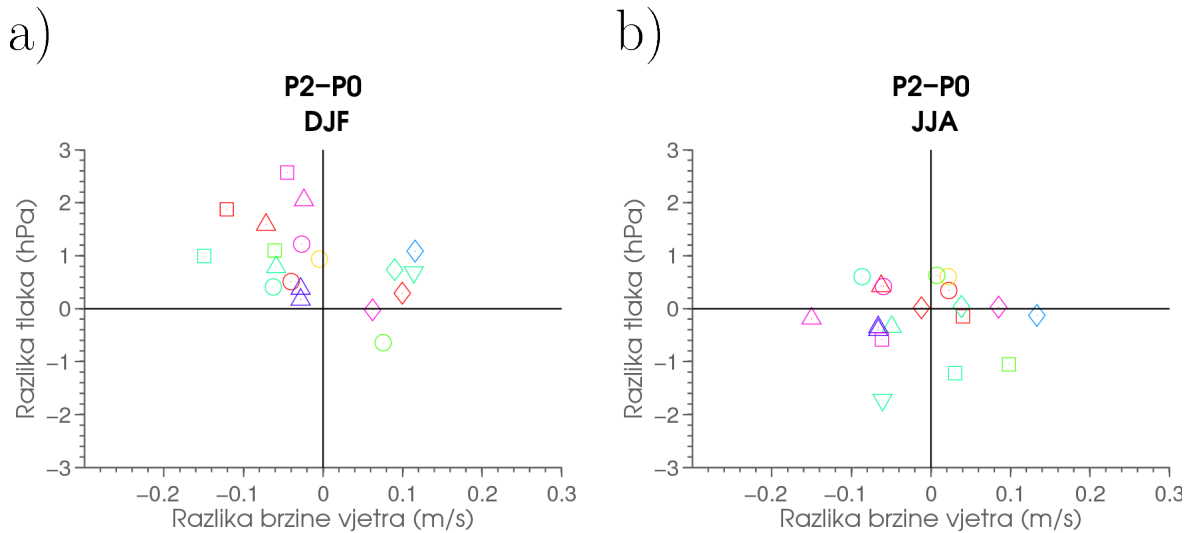 a)
P2−P0
DJF
3
2
1
0
−1
−2
−3
Razlika tlaka (hPa)
−0.2 −0.1 0 0.1 0.2 0.3
Razlika brzine vjetra (m/s)
b)
P2−P0
JJA
3
2
1
0
−1
−2
−3
Razlika tlaka (hPa)
−0.2 −0.1 0 0.1 0.2 0.3
Razlika brzine vjetra (m/s)